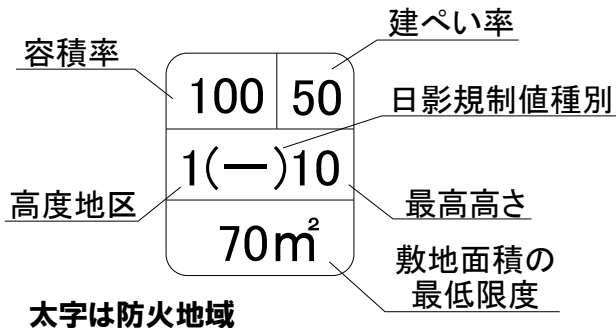 建ぺい率
容積率
100 50
日影規制値種別
1(一)10
高度地区
最高高さ
70㎡
敷地面積の
最低限度
太字は防火地域